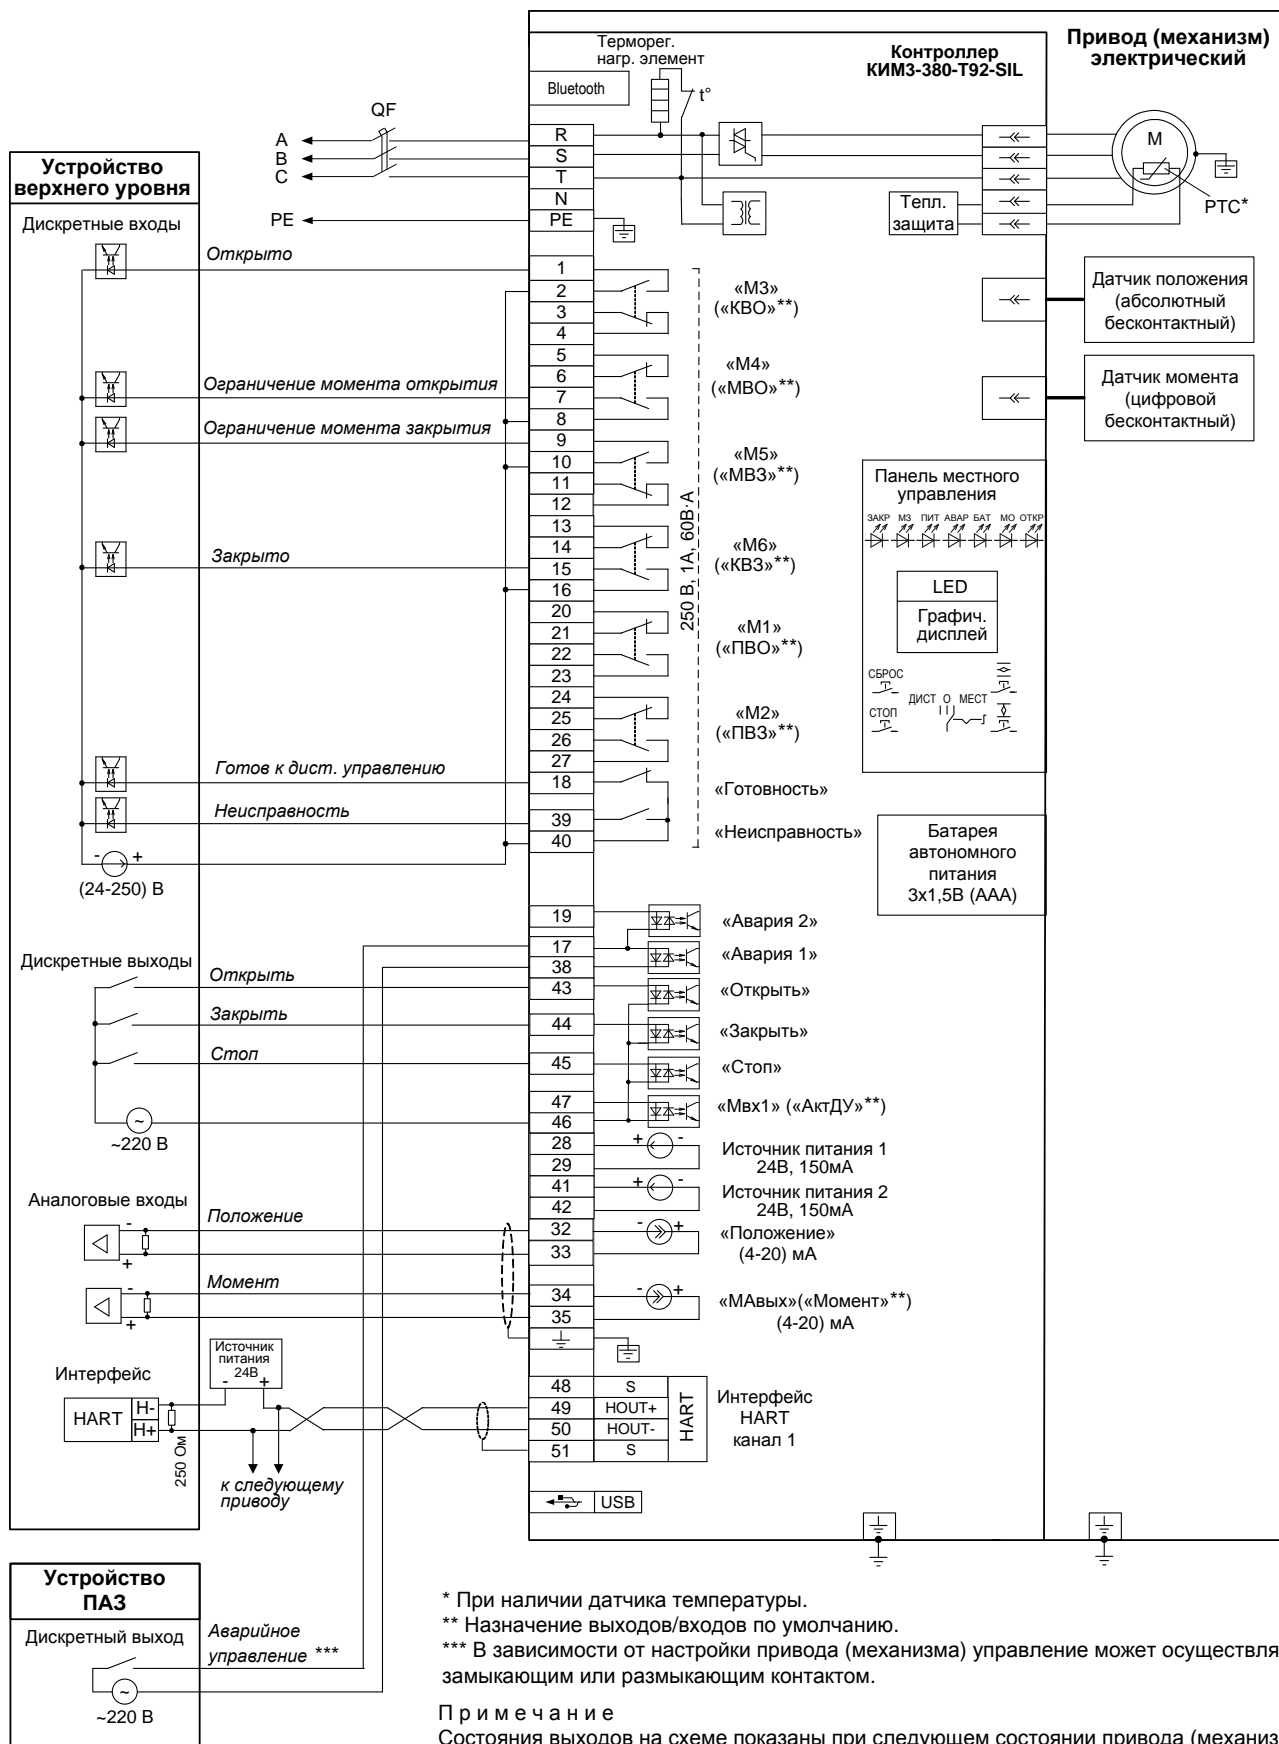 Терморег.
нагр. элемент
Контроллер
КИМ3-380-Т92-SIL
Привод (механизм)
электрический
Bluetooth
t°
QF
A
B
C
PE
R
S
T
N
PE
M
PTC*
Тепл.
защита
Устройство
верхнего уровня
Дискретные входы
Открыто
1
2
3
4
«М3»
(«КВО»**)
Датчик положения
(абсолютный
бесконтактный)
5
6
7
8
«М4»
(«МВО»**)
Ограничение момента открытия
Датчик момента
(цифровой
бесконтактный)
Ограничение момента закрытия
9
10
11
12
«М5»
(«МВЗ»**)
Панель местного
управления
ЗАКР МЗ ПИТ АВАР БАТ МО ОТКР
Закрыто
13
14
15
16
«М6»
(«КВЗ»**)
250 В, 1А, 60В·А
LED
Графич.
дисплей
20
21
22
23
«М1»
(«ПВО»**)
СБРОС
ДИСТ О МЕСТ
СТОП
24
25
26
27
«М2»
(«ПВЗ»**)
Готов к дист. управлению
18
«Готовность»
Неисправность
39
40
«Неисправность»
- +
(24-250) В
Батарея
автономного
питания
3х1,5В (ААА)
19
«Авария 2»
17
38
«Авария 1»
Дискретные выходы
Открыть
43
«Открыть»
Закрыть
44
«Закрыть»
Стоп
45
«Стоп»
~
~220 В
47
46
«Мвх1» («АктДУ»**)
28
29
+ -
Источник питания 1
24В, 150мА
41
42
+ -
Источник питания 2
24В, 150мА
Аналоговые входы
Положение
-
+
32
33
- +
«Положение»
(4-20) мА
Момент
-
+
34
35
- +
«МАвых»(«Момент»**)
(4-20) мА
Источник
питания
24В
- +
Интерфейс
HART
H-
H+
250 Ом
к следующему
приводу
48 S
49 HOUT+
50 HOUT-
51 S
HART
Интерфейс
HART
канал 1
USB
Устройство
ПАЗ
Дискретный выход
Аварийное
управление ***
~
~220 В
* При наличии датчика температуры.
** Назначение выходов/входов по умолчанию.
*** В зависимости от настройки привода (механизма) управление может осуществля
замыкающим или размыкающим контактом.
П р и м е ч а н и е
Состояния выходов на схеме показаны при следующем состоянии привода (механиз